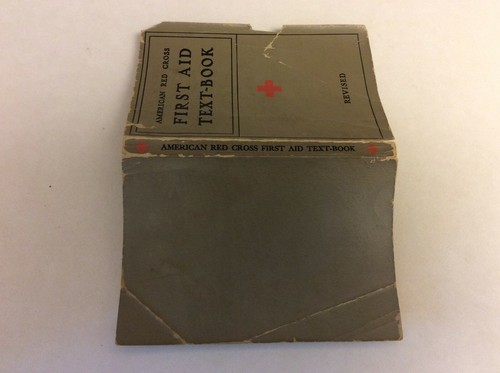 AMERICAN RED CROSS
FIRST AID
TEXT-BOOK
REVISED
AMERICAN RED CROSS FIRST AID TEXT-BOOK